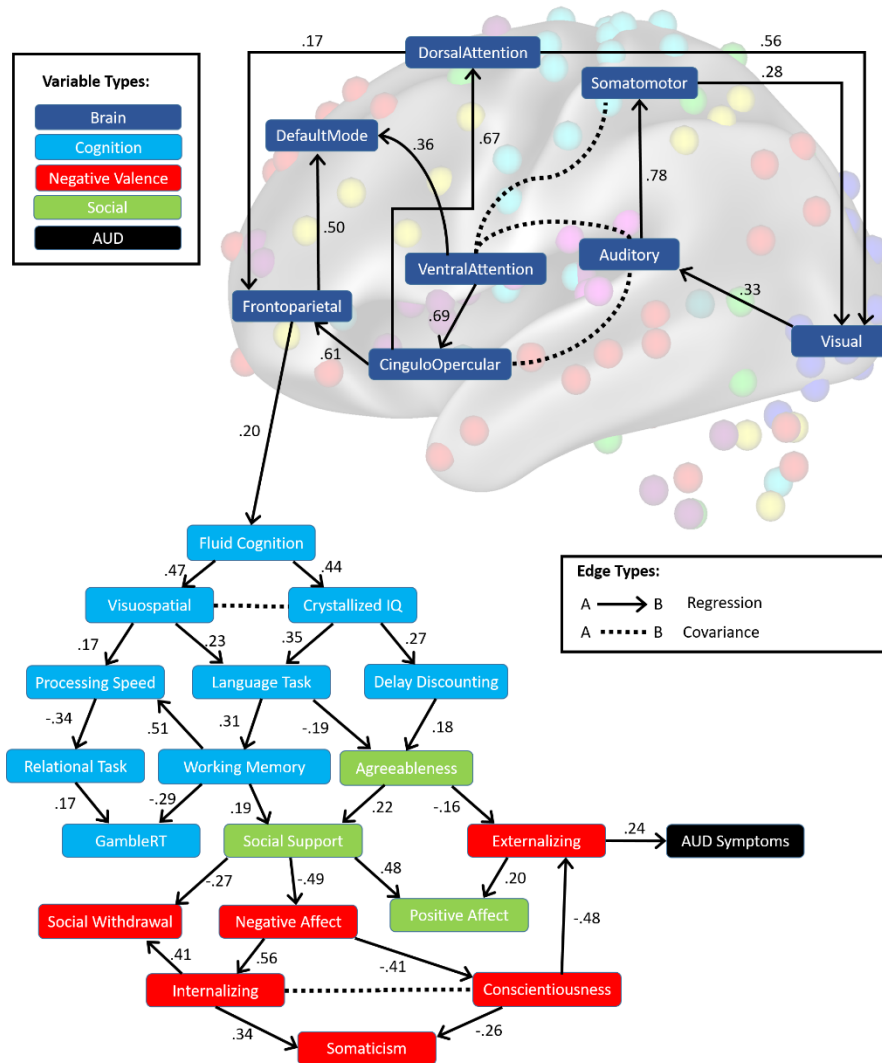 .17
DorsalAttention
.56
Variable Types:
Brain
Cognition
Negative Valence
Social
AUD
Somatomotor
.28
DefaultMode
.36
.67
.78
.50
VentralAttention
Auditory
.33
Frontoparietal
.69
Visual
.61
CinguloOpercular
.20
Fluid Cognition
.47
.44
Edge Types:
A B Regression
A B Covariance
Visuospatial
Crystallized IQ
.17
.23
.35
.27
Processing Speed
Language Task
Delay Discounting
-.34
.51
.31
-.19
.18
Relational Task
Working Memory
Agreeableness
.17
-.29
.19
.22
-.16
GambleRT
Social Support
Externalizing
.24
AUD Symptoms
-.27
-.49
.48
.20
Social Withdrawal
Negative Affect
Positive Affect
-.48
.41
.56
-.41
Internalizing
Conscientiousness
.34
-.26
Somaticism